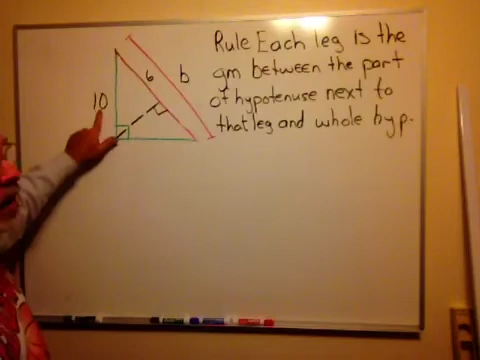 Rule Each leg is the
gm between the part
of hypotenuse next to
that leg and whole hyp.
10
6
b